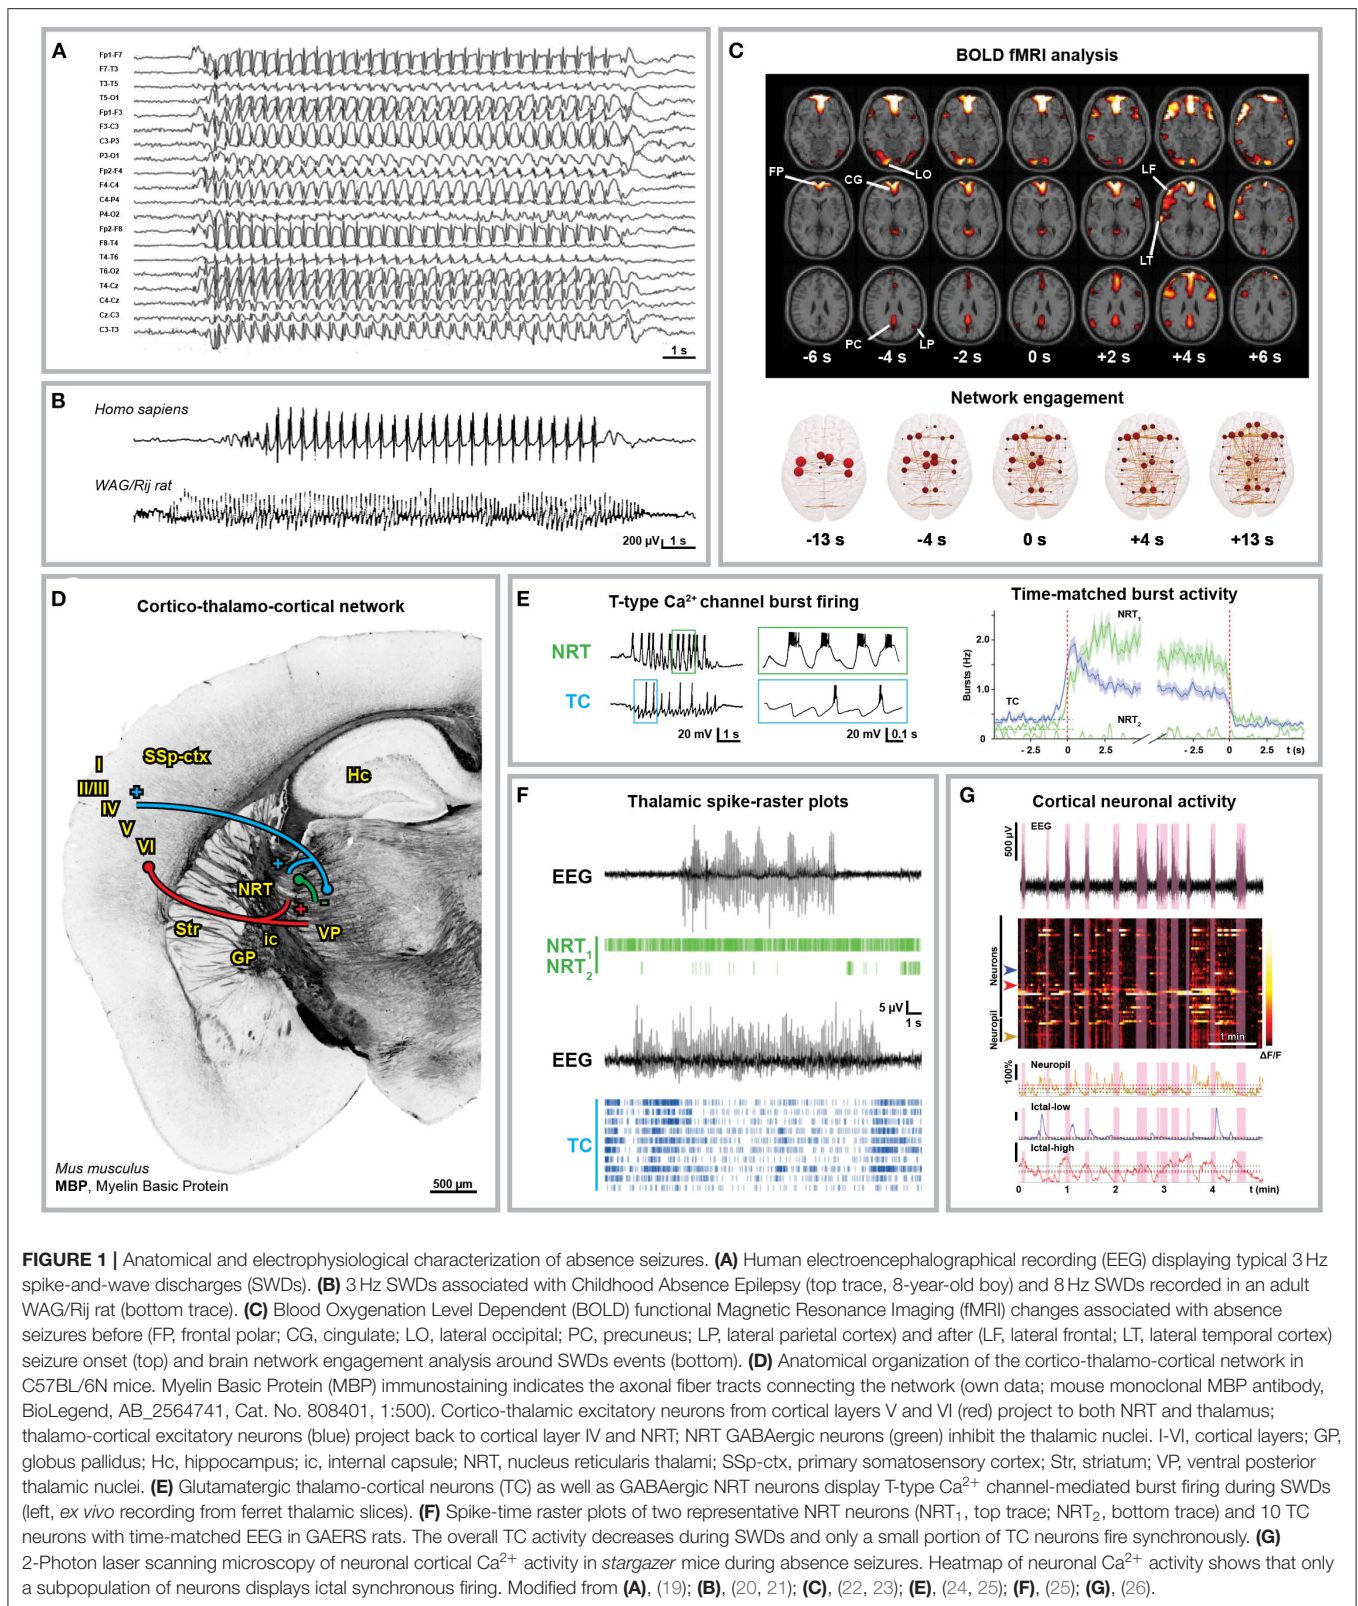 A
Fp1-F7
F7-T3
T3-T5
T5-O1
Fp1-F3
F3-C3
C3-P3
P3-O1
Fp2-F4
F4-C4
C4-P4
P4-O2
Fp2-F8
F8-T4
T4-T6
T6-O2
T4-Cz
C4-Cz
Cz-C3
C3-T3
1 s
B
Homo sapiens
WAG/Rij rat
200 µV 1 s
C
BOLD fMRI analysis
FP CG LO LF
LT
PC LP
-6 s -4 s -2 s 0 s +2 s +4 s +6 s
Network engagement
-13 s -4 s 0 s +4 s +13 s
D
Cortico-thalamo-cortical network
I
SSp-ctx
II/III
+
IV
V
VI
Hc
+
NRT
+
-
Str
ic
VP
GP
Mus musculus
MBP, Myelin Basic Protein
500 µm
E
T-type Ca2+ channel burst firing
NRT
TC
20 mV 1 s
20 mV 0.1 s
Time-matched burst activity
NRT1
2.0
Bursts (Hz)
1.0
TC
NRT2
0
- 2.5 0 2.5 -2.5 0 2.5 t (s)
F
Thalamic spike-raster plots
EEG
NRT1
NRT2
5 µV
1 s
EEG
TC
G
Cortical neuronal activity
500 µV
EEG
Neurons
Neuropil
1 min
ΔF/F
100%
Neuropil
Ictal-low
Ictal-high
0 1 2 3 4 t (min)
FIGURE 1 | Anatomical and electrophysiological characterization of absence seizures. (A) Human electroencephalographical recording (EEG) displaying typical 3 Hz
spike-and-wave discharges (SWDs). (B) 3 Hz SWDs associated with Childhood Absence Epilepsy (top trace, 8-year-old boy) and 8 Hz SWDs recorded in an adult
WAG/Rij rat (bottom trace). (C) Blood Oxygenation Level Dependent (BOLD) functional Magnetic Resonance Imaging (fMRI) changes associated with absence
seizures before (FP, frontal polar; CG, cingulate; LO, lateral occipital; PC, precuneus; LP, lateral parietal cortex) and after (LF, lateral frontal; LT, lateral temporal cortex)
seizure onset (top) and brain network engagement analysis around SWDs events (bottom). (D) Anatomical organization of the cortico-thalamo-cortical network in
C57BL/6N mice. Myelin Basic Protein (MBP) immunostaining indicates the axonal fiber tracts connecting the network (own data; mouse monoclonal MBP antibody,
BioLegend, AB_2564741, Cat. No. 808401, 1:500). Cortico-thalamic excitatory neurons from cortical layers V and VI (red) project to both NRT and thalamus;
thalamo-cortical excitatory neurons (blue) project back to cortical layer IV and NRT; NRT GABAergic neurons (green) inhibit the thalamic nuclei. I-VI, cortical layers; GP,
globus pallidus; Hc, hippocampus; ic, internal capsule; NRT, nucleus reticularis thalami; SSp-ctx, primary somatosensory cortex; Str, striatum; VP, ventral posterior
thalamic nuclei. (E) Glutamatergic thalamo-cortical neurons (TC) as well as GABAergic NRT neurons display T-type Ca2+ channel-mediated burst firing during SWDs
(left, ex vivo recording from ferret thalamic slices). (F) Spike-time raster plots of two representative NRT neurons (NRT1, top trace; NRT2, bottom trace) and 10 TC
neurons with time-matched EEG in GAERS rats. The overall TC activity decreases during SWDs and only a small portion of TC neurons fire synchronously. (G)
2-Photon laser scanning microscopy of neuronal cortical Ca2+ activity in stargazer mice during absence seizures. Heatmap of neuronal Ca2+ activity shows that only
a subpopulation of neurons displays ictal synchronous firing. Modified from (A), (19); (B), (20, 21); (C), (22, 23); (E), (24, 25); (F), (25); (G), (26).